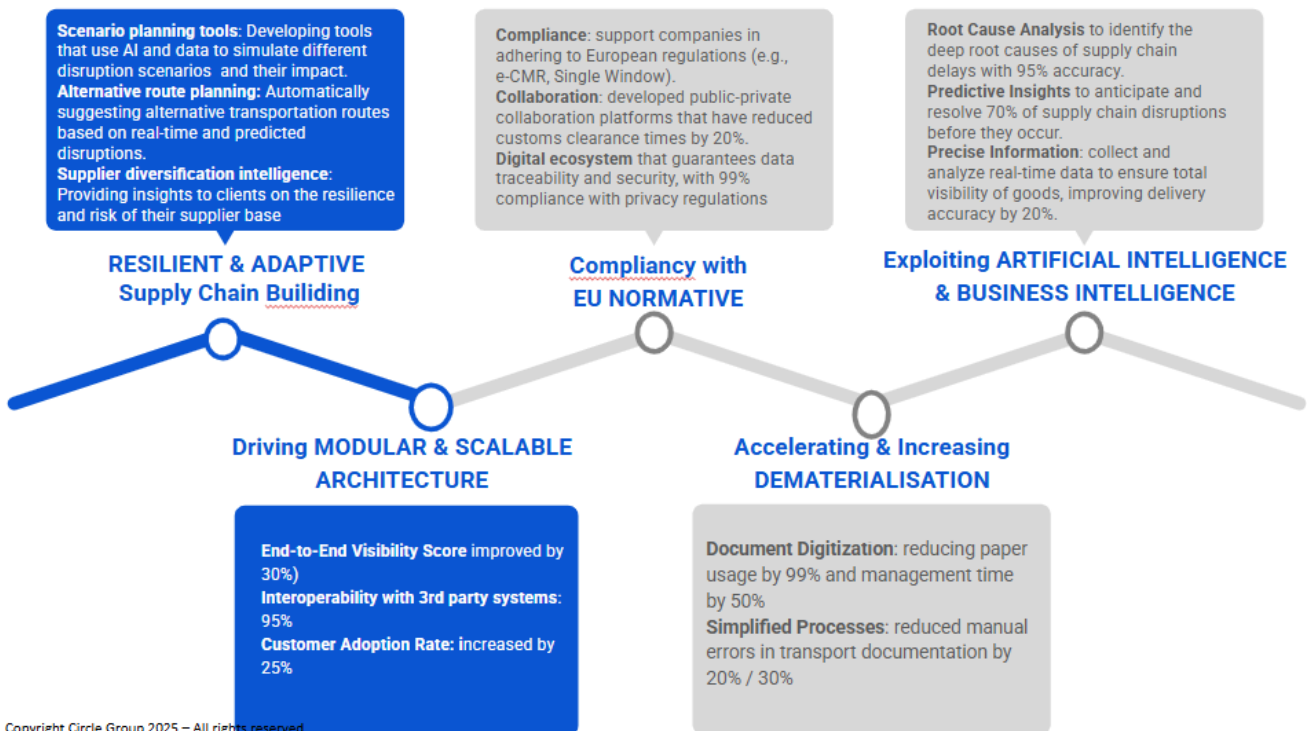 Scenario planning tools: Developing tools
that use AI and data to simulate different
disruption scenarios and their impact.
Alternative route planning: Automatically
suggesting alternative transportation routes
based on real-time and predicted
disruptions.
Supplier diversification intelligence:
Providing insights to clients on the resilience
and risk of their supplier base
RESILIENT & ADAPTIVE
Supply Chain Builiding
Compliance: support companies in
adhering to European regulations (e.g.,
e-CMR, Single Window).
Collaboration: developed public-private
collaboration platforms that have reduced
customs clearance times by 20%.
Digital ecosystem that guarantees data
traceability and security, with 99%
compliance with privacy regulations
Compliancy with
EU NORMATIVE
Root Cause Analysis to identify the
deep root causes of supply chain
delays with 95% accuracy.
Predictive Insights to anticipate and
resolve 70% of supply chain disruptions
before they occur.
Precise Information: collect and
analyze real-time data to ensure total
visibility of goods, improving delivery
accuracy by 20%.
Exploiting ARTIFICIAL INTELLIGENCE
& BUSINESS INTELLIGENCE
Driving MODULAR & SCALABLE
ARCHITECTURE
End-to-End Visibility Score improved by
30%)
Interoperability with 3rd party systems:
95%
Customer Adoption Rate: increased by
25%
Accelerating & Increasing
DEMATERIALISATION
Document Digitization: reducing paper
usage by 99% and management time
by 50%
Simplified Processes: reduced manual
errors in transport documentation by
20% / 30%
Copyright Circle Group 2025 – All rights reserved